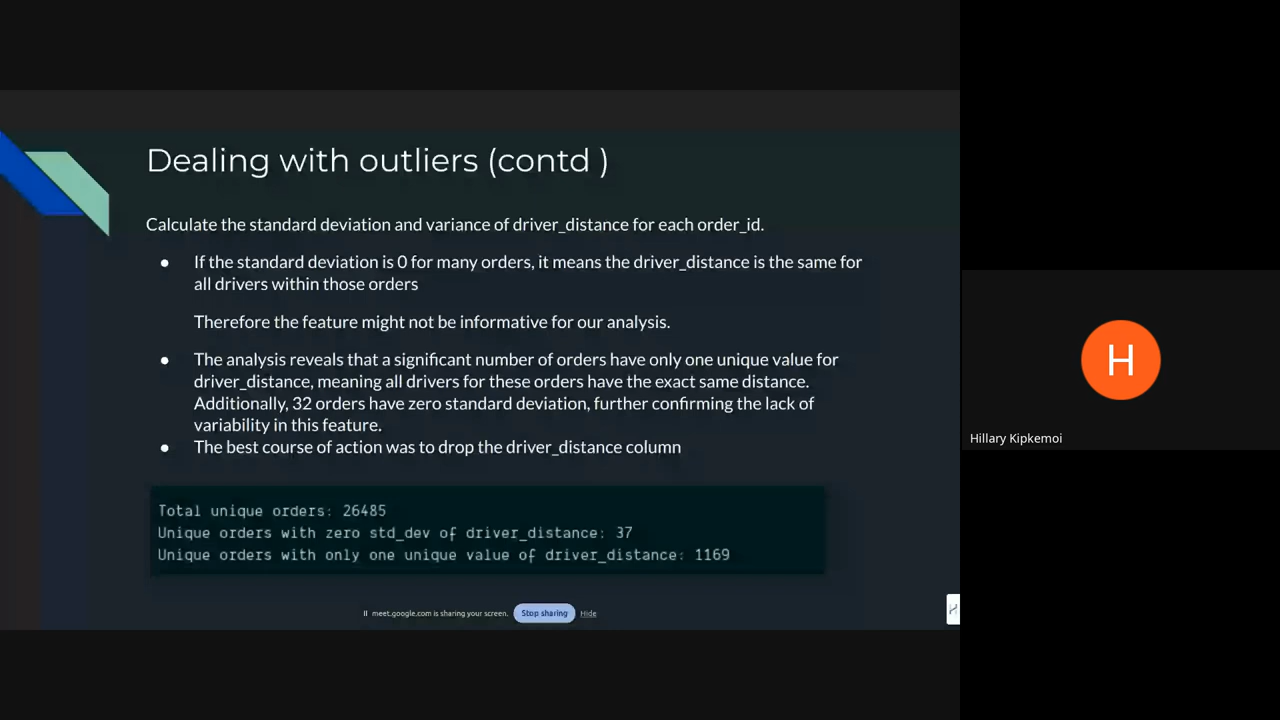 Dealing with outliers (contd )
Calculate the standard deviation and variance of driver_distance for each order_id.
● If the standard deviation is 0 for many orders, it means the driver_distance is the same for
all drivers within those orders
Therefore the feature might not be informative for our analysis.
● The analysis reveals that a significant number of orders have only one unique value for
driver_distance, meaning all drivers for these orders have the exact same distance.
Additionally, 32 orders have zero standard deviation, further confirming the lack of
variability in this feature.
● The best course of action was to drop the driver_distance column
Total unique orders: 26485
Unique orders with zero std_dev of driver_distance: 37
Unique orders with only one unique value of driver_distance: 1169
meet.google.com is sharing your screen. Stop sharing Hide
H
Hillary Kipkemoi